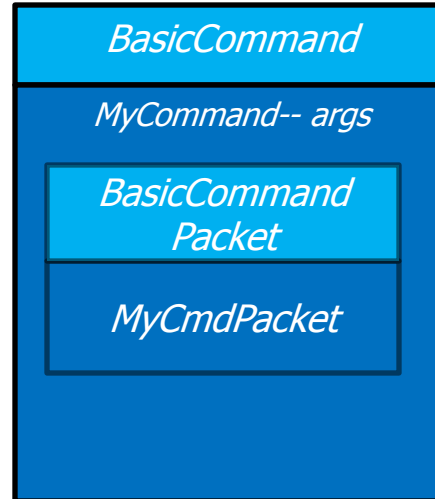 BasicCommand
MyCommand-- args
BasicCommand
Packet
MyCmdPacket